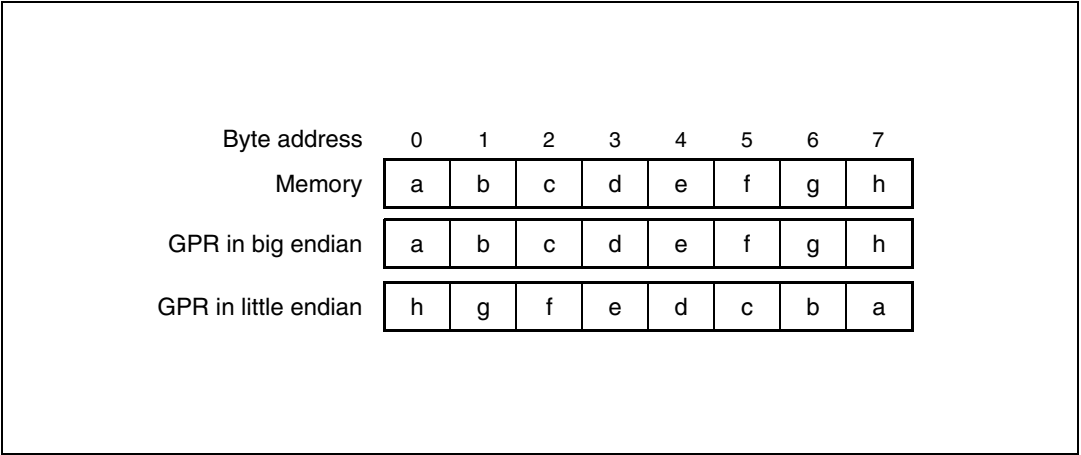 Byte address 0 1 2 3 4 5 6 7
Memory a b c d e f g h
GPR in big endian a b c d e f g h
GPR in little endian h g f e d c b a